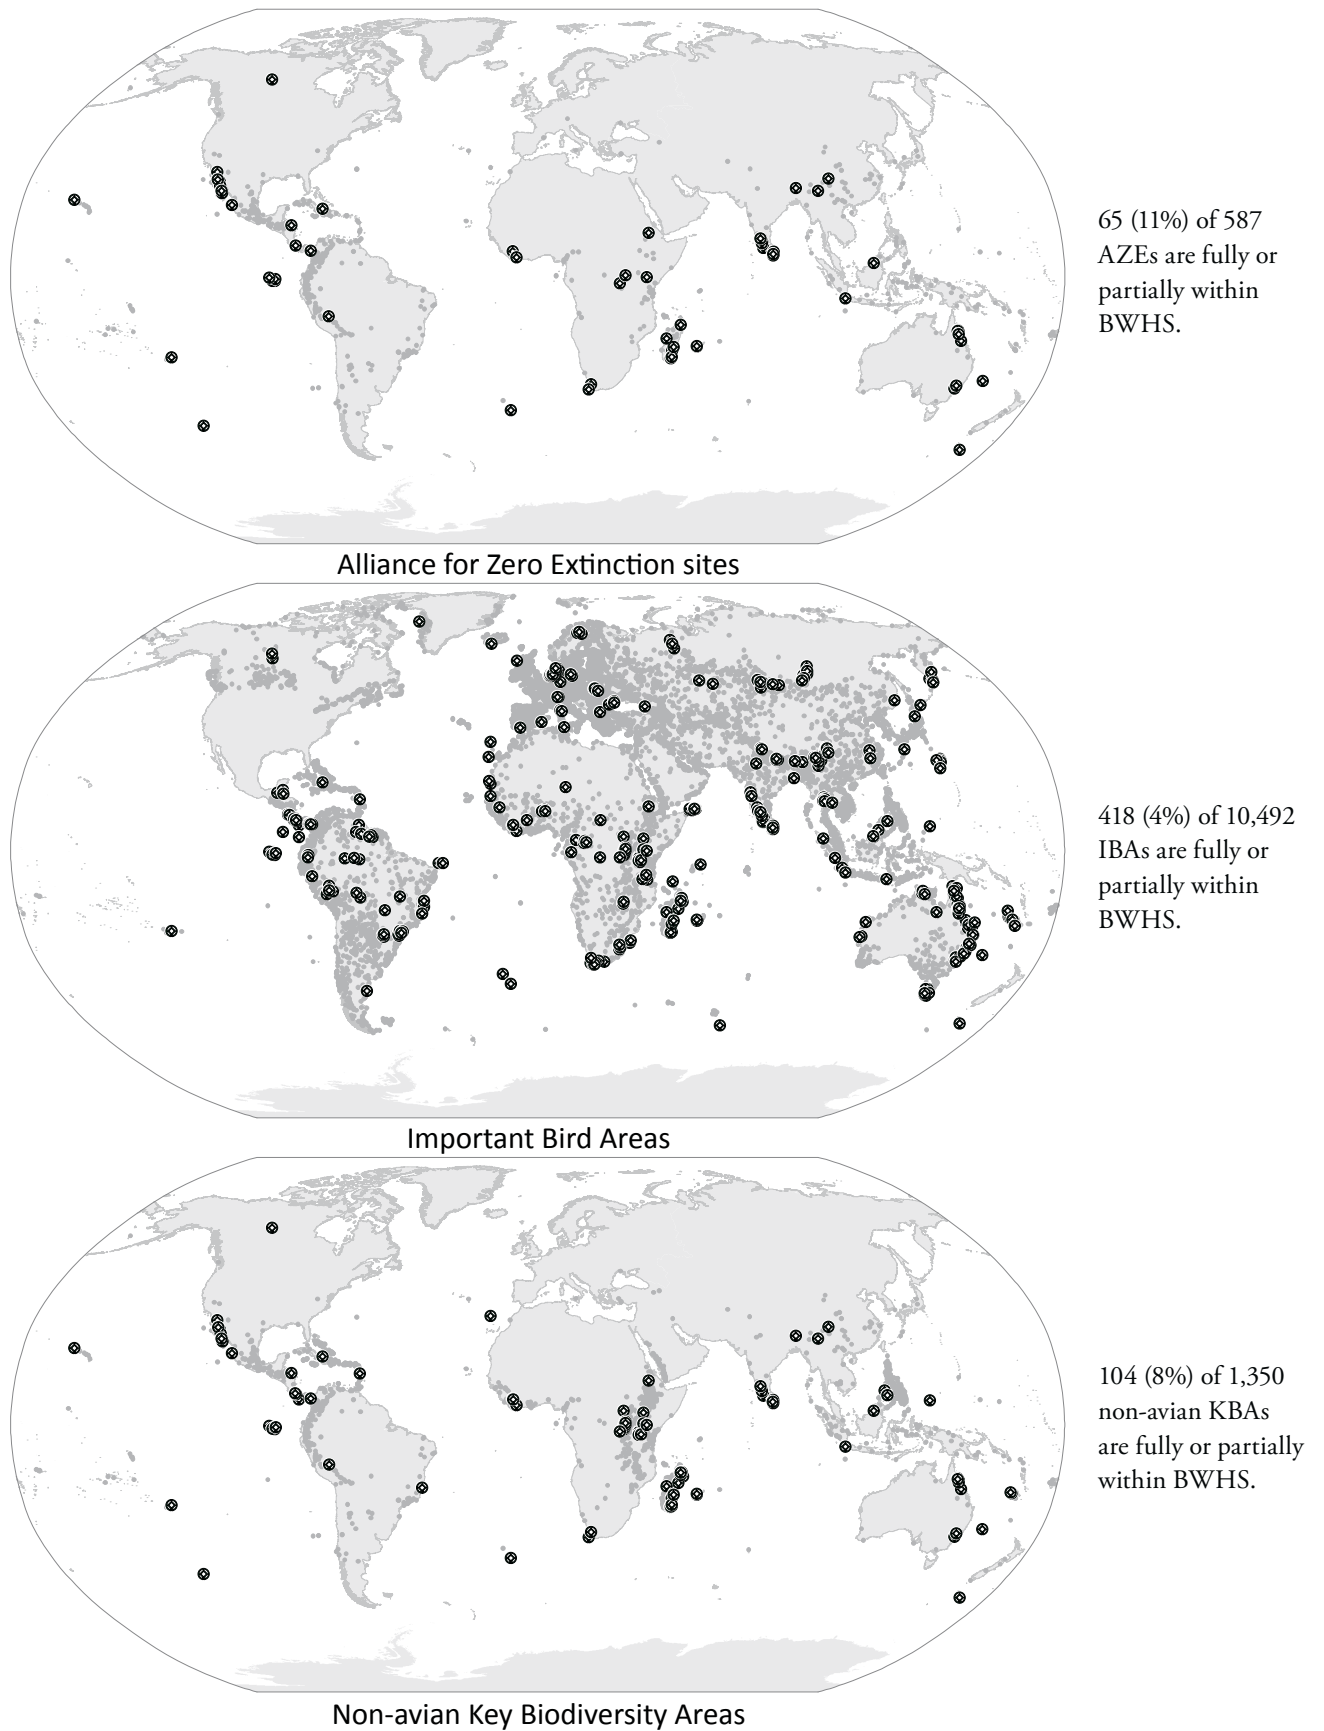 65 (11%) of 587
AZEs are fully or
partially within
BWHS.
Alliance for Zero Extinction sites
418 (4%) of 10,492
IBAs are fully or
partially within
BWHS.
Important Bird Areas
104 (8%) of 1,350
non-avian KBAs
are fully or partially
within BWHS.
Non-avian Key Biodiversity Areas